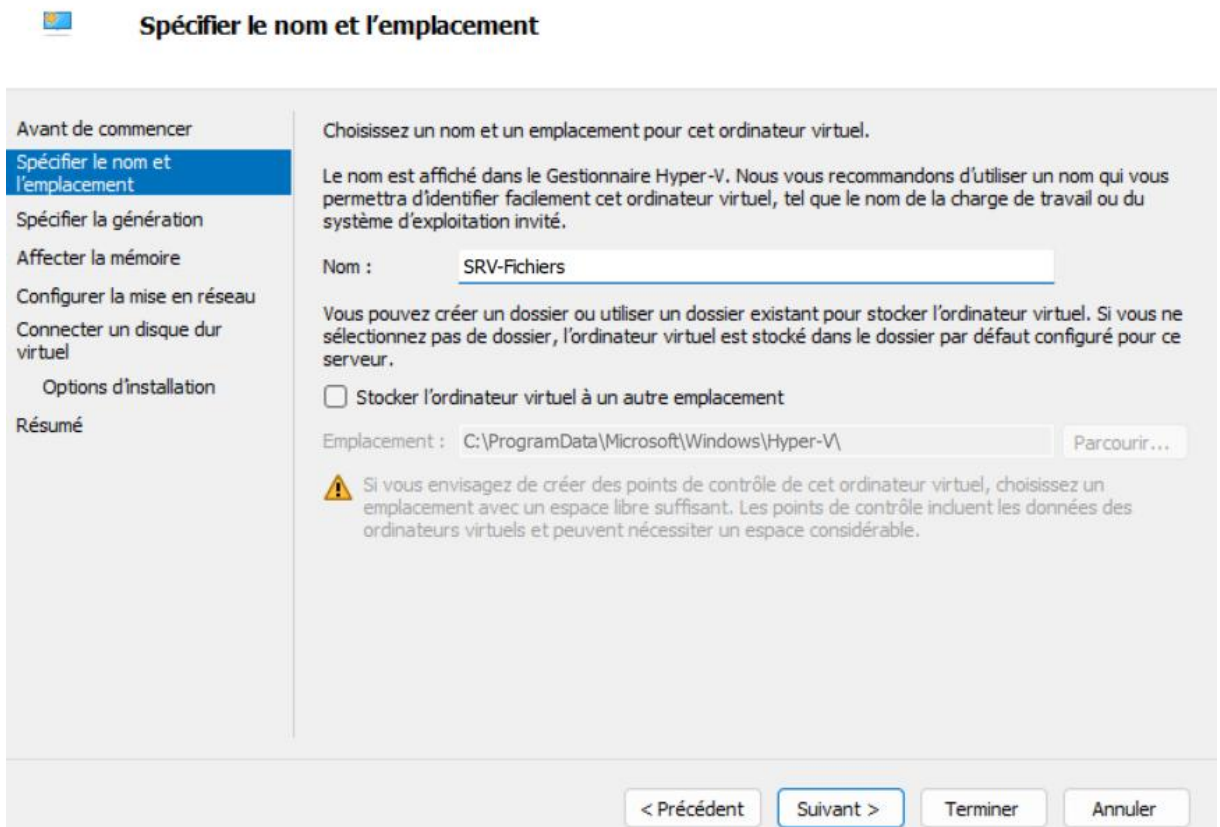 Spécifier le nom et l'emplacement
Avant de commencer
Spécifier le nom et
l'emplacement
Spécifier la génération
Affecter la mémoire
Configurer la mise en réseau
Connecter un disque dur
virtuel
Options d'installation
Résumé
Choisissez un nom et un emplacement pour cet ordinateur virtuel.
Le nom est affiché dans le Gestionnaire Hyper-V. Nous vous recommandons d'utiliser un nom qui vous
permettra d'identifier facilement cet ordinateur virtuel, tel que le nom de la charge de travail ou du
système d'exploitation invité.
Nom : SRV-Fichiers
Vous pouvez créer un dossier ou utiliser un dossier existant pour stocker l'ordinateur virtuel. Si vous ne
sélectionnez pas de dossier, l'ordinateur virtuel est stocké dans le dossier par défaut configuré pour ce
serveur.
Stocker l'ordinateur virtuel à un autre emplacement
Emplacement : C:\ProgramData\Microsoft\Windows\Hyper-V\ Parcourir...
Si vous envisagez de créer des points de contrôle de cet ordinateur virtuel, choisissez un
emplacement avec un espace libre suffisant. Les points de contrôle incluent les données des
ordinateurs virtuels et peuvent nécessiter un espace considérable.
< Précédent Suivant > Terminer Annuler